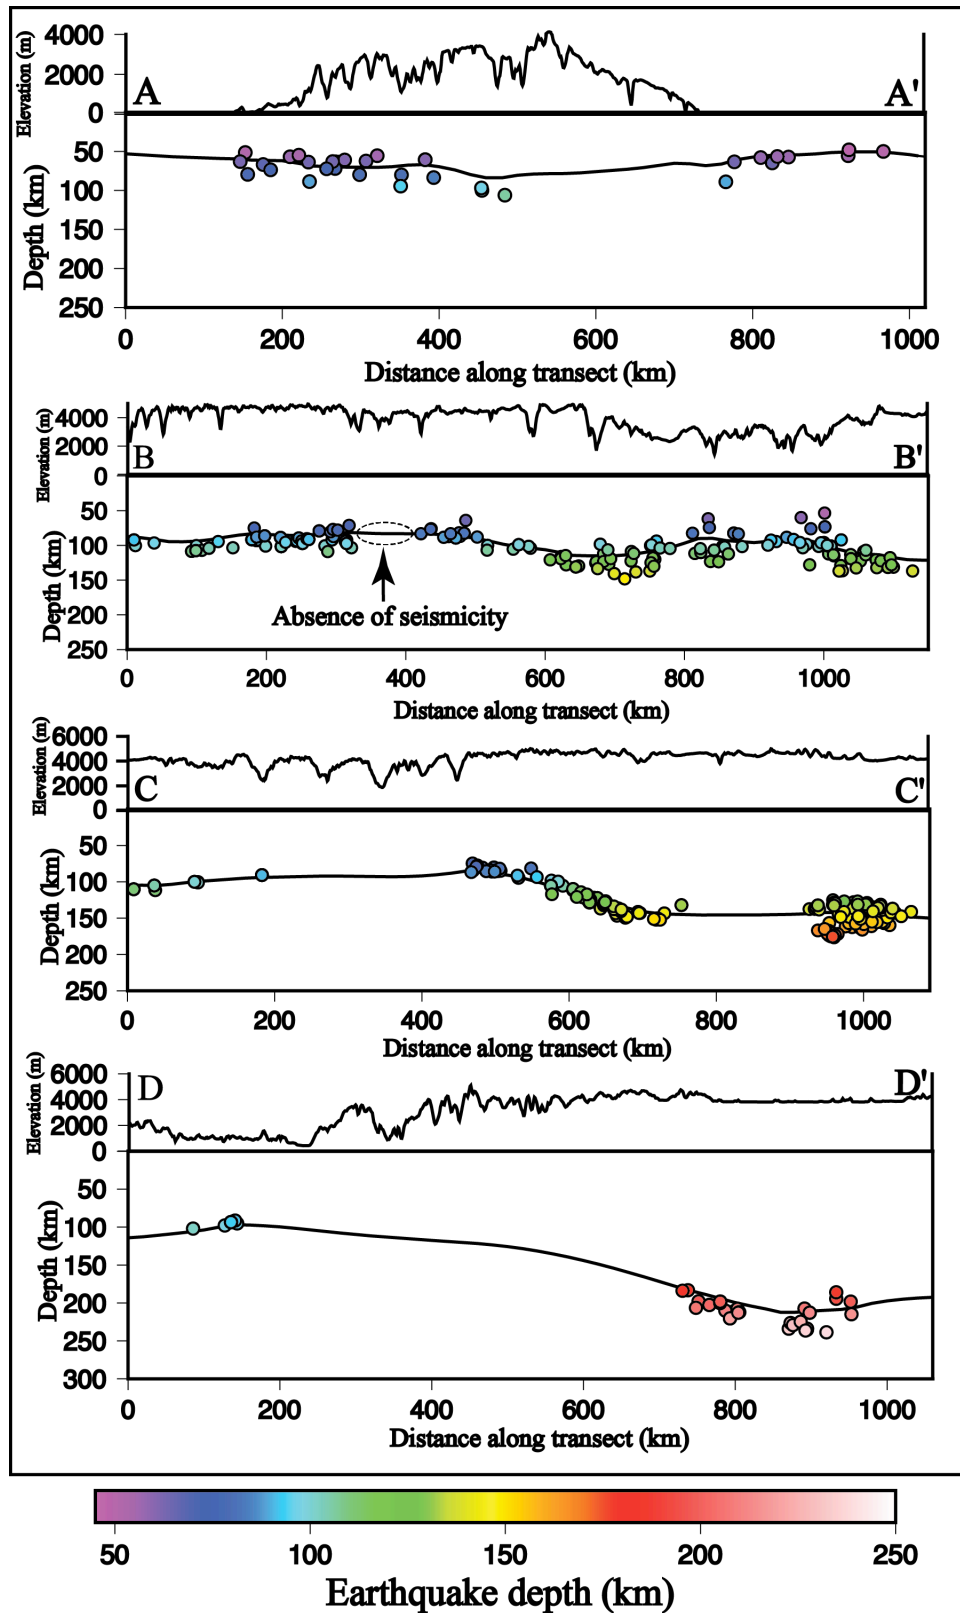 Elevation (m)
4000
2000
0
A
A'
Depth (km)
50
100
150
200
250
0
200
400
600
800
1000
Distance along transect (km)
Elevation (m)
4000
2000
0
B
B'
Depth (km)
50
100
150
200
250
Absence of seismicity
0
200
400
600
800
1000
Distance along transect (km)
Elevation (m)
6000
4000
2000
0
C
C'
Depth (km)
50
100
150
200
250
0
200
400
600
800
1000
Distance along transect (km)
Elevation (m)
6000
4000
2000
0
D
D'
Depth (km)
50
100
150
200
250
300
0
200
400
600
800
1000
Distance along transect (km)
50
100
150
200
250
Earthquake depth (km)